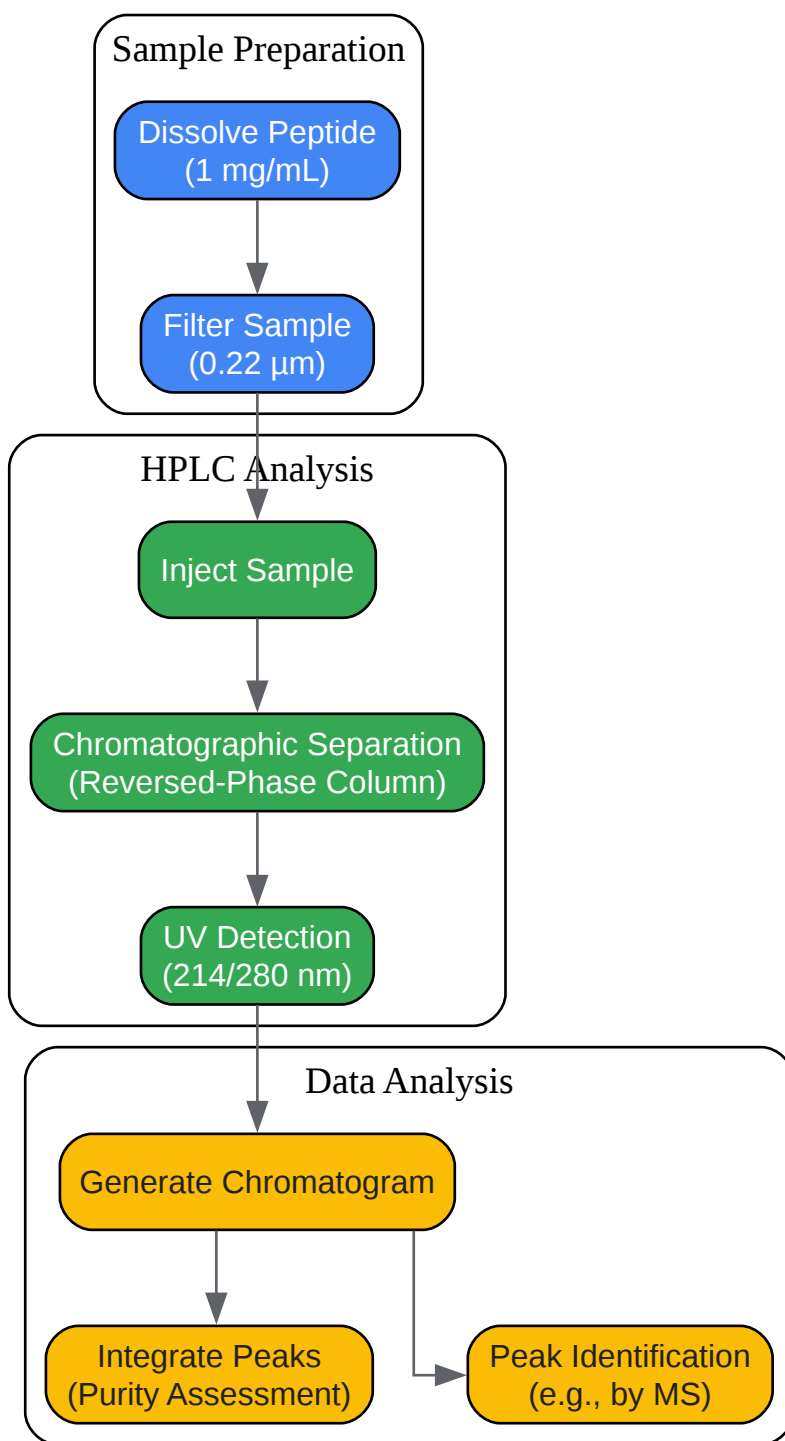 Sample Preparation
Dissolve Peptide
(1 mg/mL)
Filter Sample
(0.22 µm)
HPLC Analysis
Inject Sample
Chromatographic Separation
(Reversed-Phase Column)
UV Detection
(214/280 nm)
Data Analysis
Generate Chromatogram
Integrate Peaks
(Purity Assessment)
Peak Identification
(e.g., by MS)